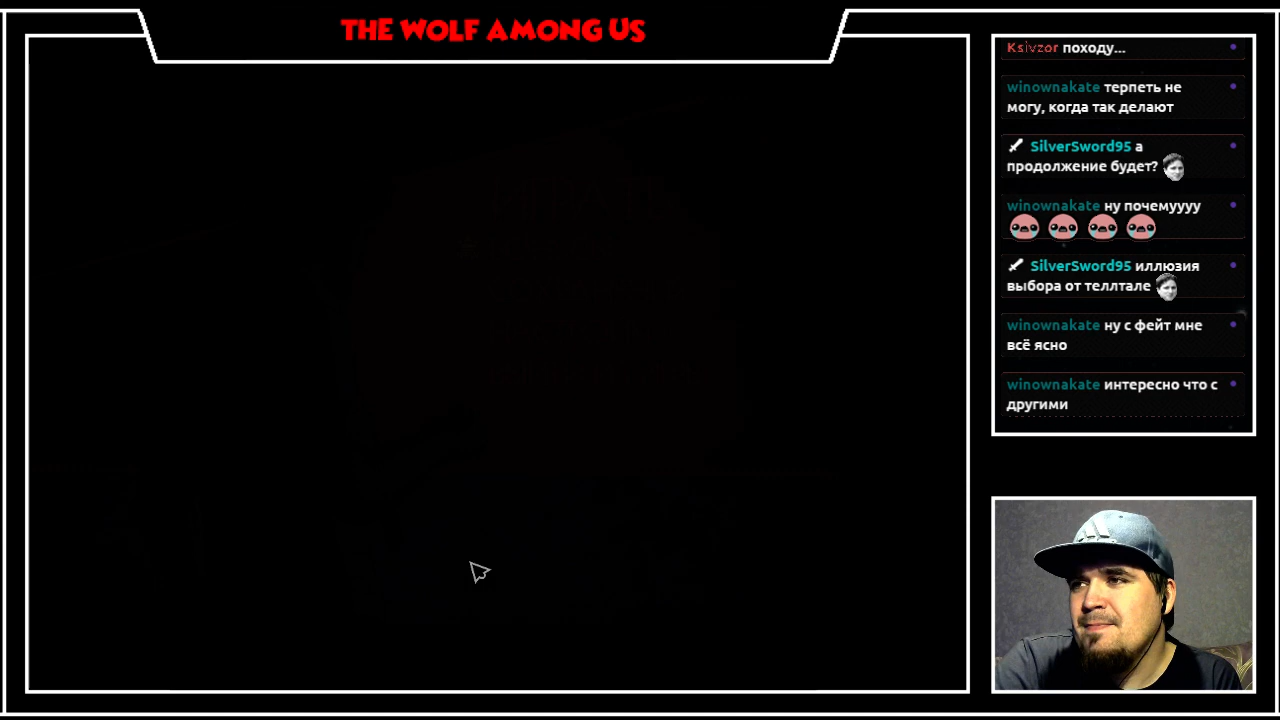 THE WOLF AMONG US
Ksivzor походу...
winownakate терпеть не
могу, когда так делают
SilverSword95 а
продолжение будет?
winownakate ну почемуууу
SilverSword95 иллюзия
выбора от теллтале
winownakate ну с фейт мне
всё ясно
winownakate интересно что с
другими